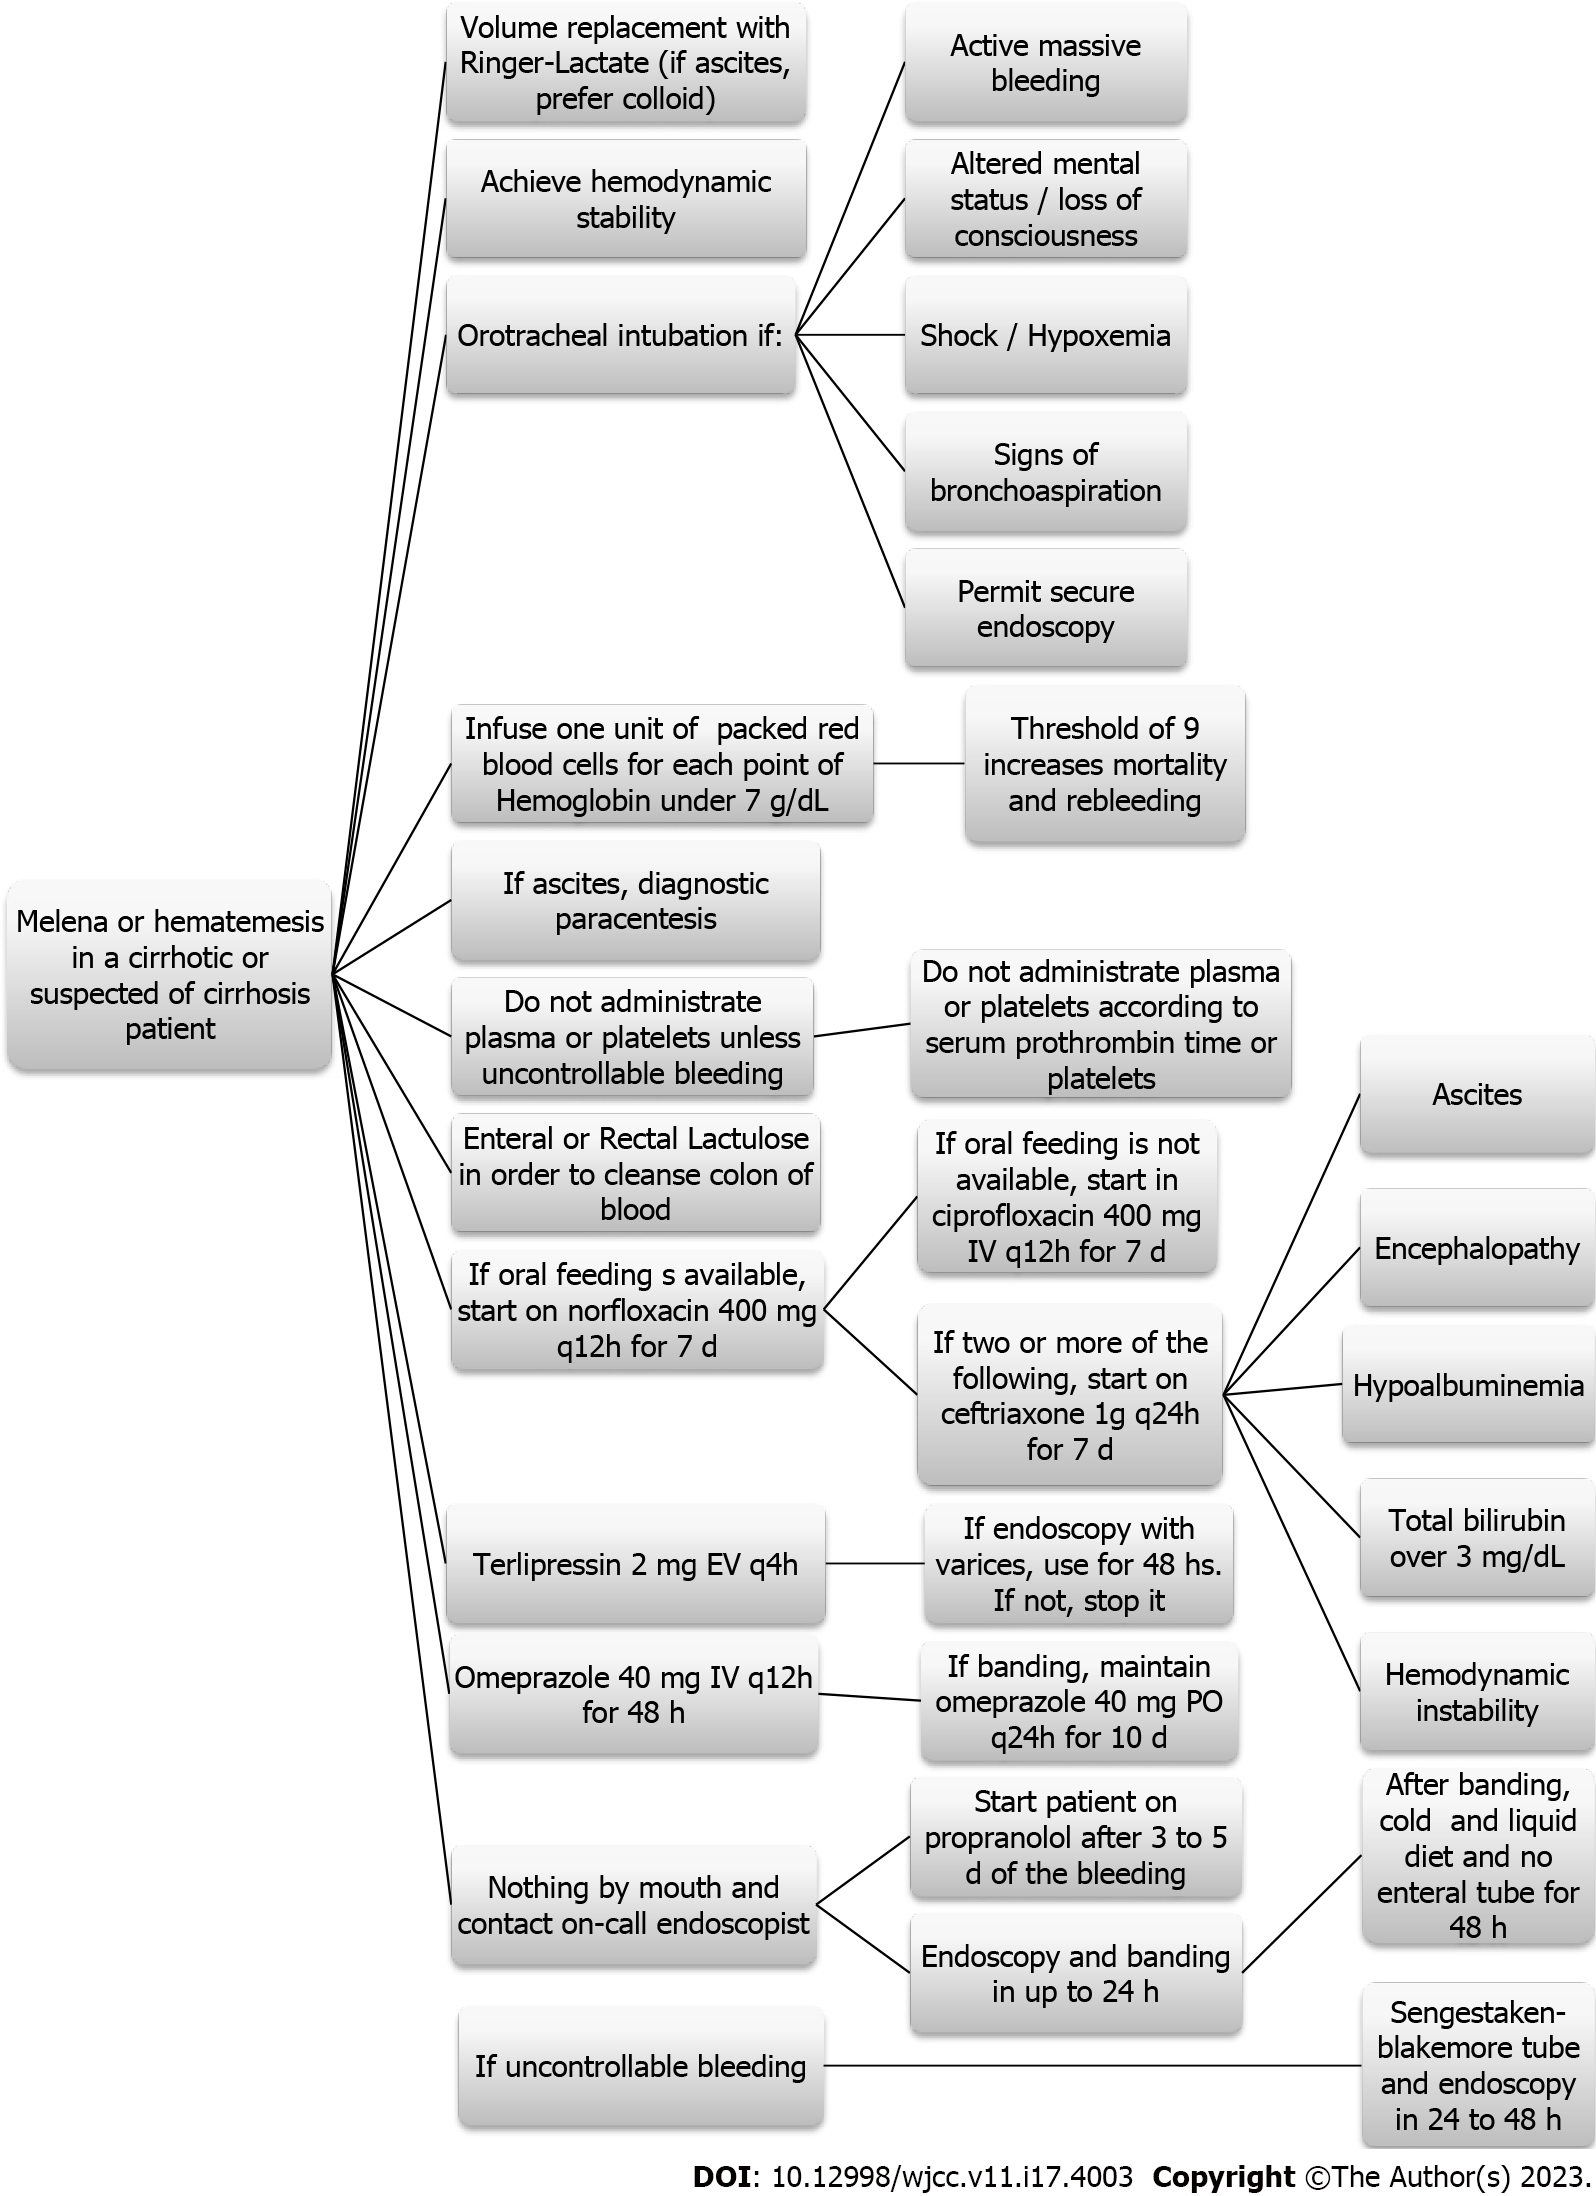 Volume replacement with
Ringer-Lactate (if ascites,
prefer colloid)
Achieve hemodynamic
stability
Orotracheal intubation if:
Active massive
bleeding
Altered mental
status / loss of
consciousness
Shock / Hypoxemia
Signs of
bronchoaspiration
Permit secure
endoscopy
Melena or hematemesis
in a cirrhotic or
suspected of cirrhosis
patient
Infuse one unit of  packed red
blood cells for each point of
Hemoglobin under 7 g/dL
Threshold of 9
increases mortality
and rebleeding
If ascites, diagnostic
paracentesis
Do not administrate
plasma or platelets unless
uncontrollable bleeding
Do not administrate plasma
or platelets according to
serum prothrombin time or
platelets
Enteral or Rectal Lactulose
in order to cleanse colon of
blood
If oral feeding s available,
start on norfloxacin 400 mg
q12h for 7 d
If oral feeding is not
available, start in
ciprofloxacin 400 mg
IV q12h for 7 d
If two or more of the
following, start on
ceftriaxone 1g q24h
for 7 d
Ascites
Encephalopathy
Hypoalbuminemia
Total bilirubin
over 3 mg/dL
Hemodynamic
instability
Terlipressin 2 mg EV q4h
If endoscopy with
varices, use for 48 hs.
If not, stop it
Omeprazole 40 mg IV q12h
for 48 h
If banding, maintain
omeprazole 40 mg PO
q24h for 10 d
Nothing by mouth and
contact on-call endoscopist
Start patient on
propranolol after 3 to 5
d of the bleeding
Endoscopy and banding
in up to 24 h
After banding,
cold  and liquid
diet and no
enteral tube for
48 h
If uncontrollable bleeding
Sengestaken-
blakemore tube
and endoscopy
in 24 to 48 h
DOI: 10.12998/wjcc.v11.i17.4003  Copyright ©The Author(s) 2023.